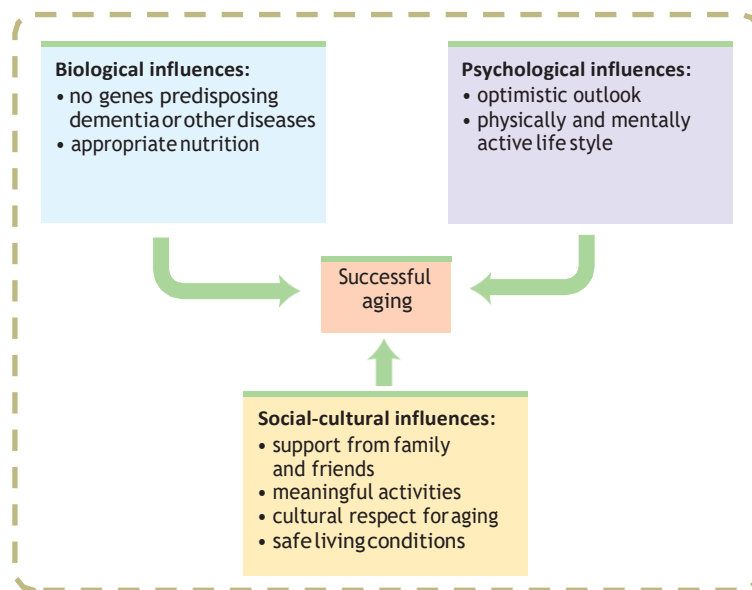 Biological influences:
• no genes predisposing
dementia or other diseases
• appropriate nutrition
Psychological influences:
• optimistic outlook
• physically and mentally
active life style
Successful
aging
Social-cultural influences:
• support from family
and friends
• meaningful activities
• cultural respect for aging
• safe living conditions